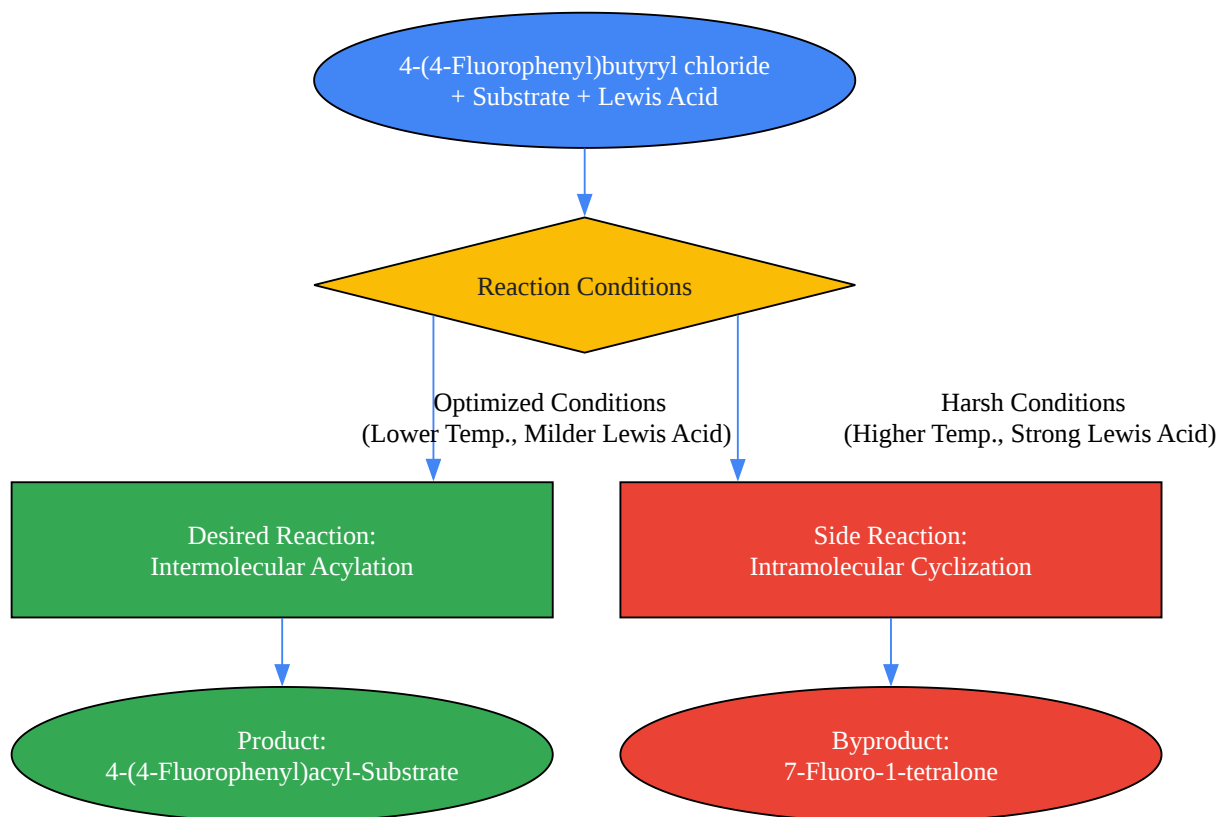 4-(4-Fluorophenyl)butyryl chloride
+ Substrate + Lewis Acid
Reaction Conditions
Optimized Conditions
(Lower Temp., Milder Lewis Acid)
Harsh Conditions
(Higher Temp., Strong Lewis Acid)
Desired Reaction:
Intermolecular Acylation
Side Reaction:
Intramolecular Cyclization
Product:
4-(4-Fluorophenyl)acyl-Substrate
Byproduct:
7-Fluoro-1-tetralone